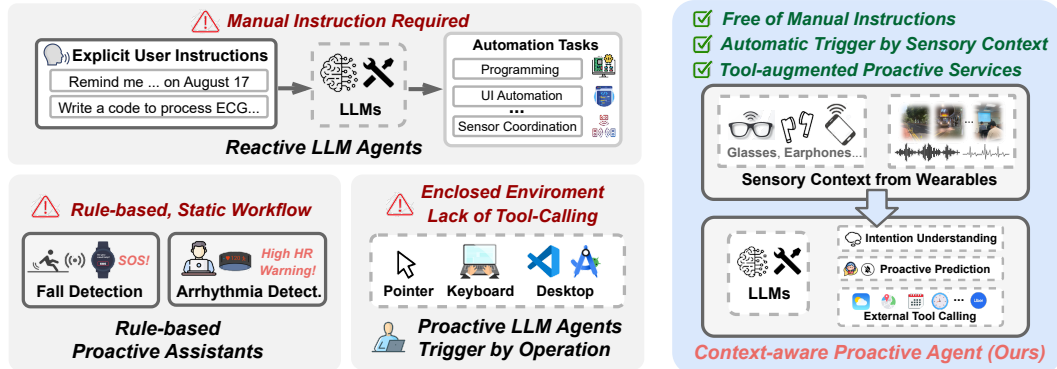 Manual Instruction Required
Explicit User Instructions
Remind me ... on August 17
Write a code to process ECG...
LLMs
Automation Tasks
Programming
UI Automation
...
Sensor Coordination
Reactive LLM Agents
Rule-based, Static Workflow
SOS!
Fall Detection
High HR
Warning!
Arrhythmia Detect.
Rule-based
Proactive Assistants
Enclosed Enviroment
Lack of Tool-Calling
Pointer Keyboard Desktop
Proactive LLM Agents
Trigger by Operation
Free of Manual Instructions
Automatic Trigger by Sensory Context
Tool-augmented Proactive Services
Glasses, Earphones...
...
Sensory Context from Wearables
LLMs
Intention Understanding
Proactive Prediction
... Uber
External Tool Calling
Context-aware Proactive Agent (Ours)